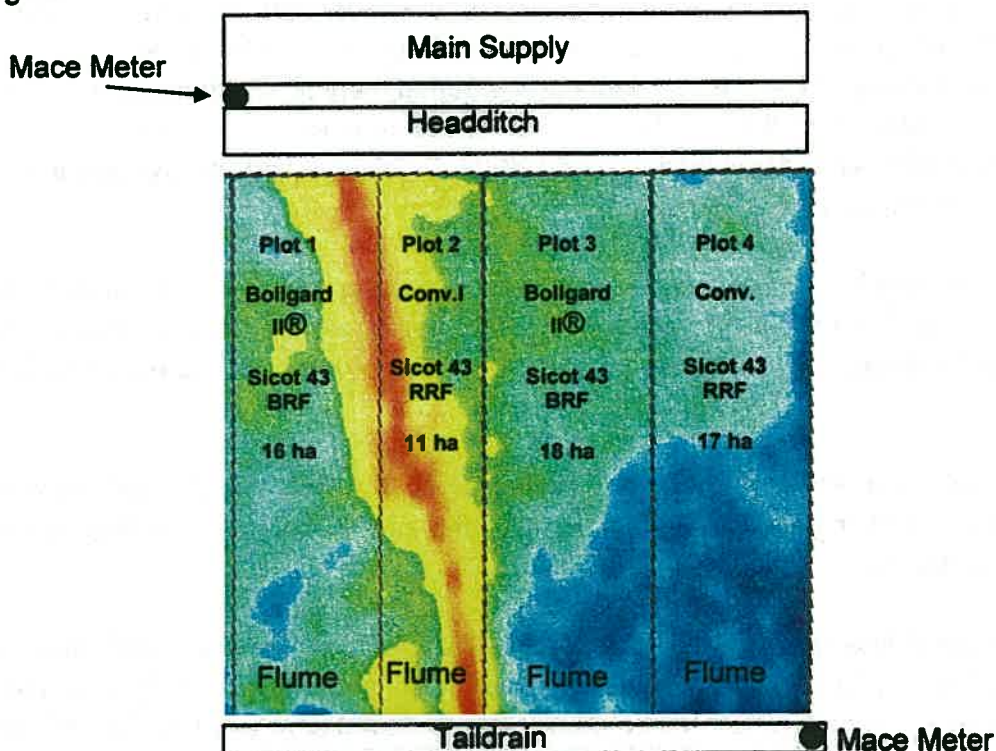 Main Supply
Mace Meter
Headditch
Plot 1
Bollgard
II®
Sicot 43
BRF
16 ha
Flume
Plot 2
Conv.l
Sicot 43
RRF
11 ha
Flume
Plot 3
Bollgard
II®
Sicot 43
BRF
18 ha
Flume
Plot 4
Conv.
Sicot 43
RRF
17 ha
Flume
Taildrain
Mace Meter